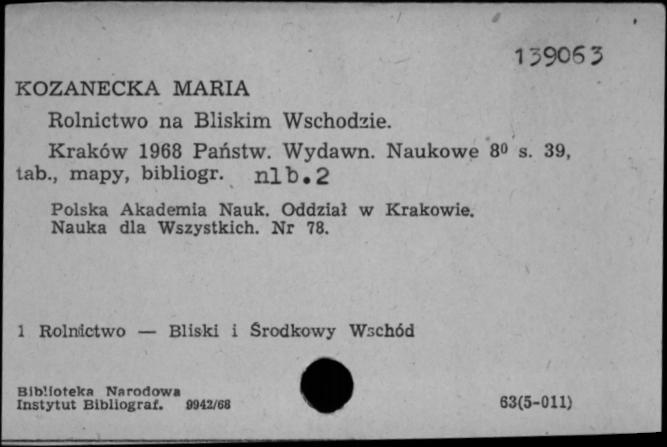 139063
KOZANECKA MARIA
Rolnictwo na Bliskim Wschodzie.
Kraków 1968 Państw. Wydawn. Naukowe 8⁰ s. 39,
tab., mapy, bibliogr. nlb.2
Polska Akademia Nauk. Oddział w Krakowie.
Nauka dla Wszystkich. Nr 78.
1 Rolnictwo — Bliski i Środkowy Wschód
Biblioteka Narodowa
Instytut Bibliograf. 9942/68
63(5-011)